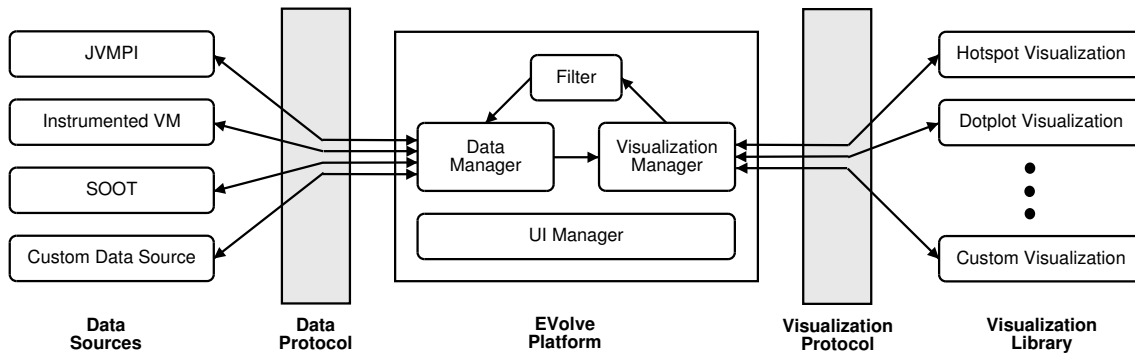 JVMPI
Instrumented VM
SOOT
Custom Data Source
Filter
Data
Manager
Visualization
Manager
UI Manager
Hotspot Visualization
Dotplot Visualization
Custom Visualization
Data
Sources
Data
Protocol
EVolve
Platform
Visualization
Protocol
Visualization
Library